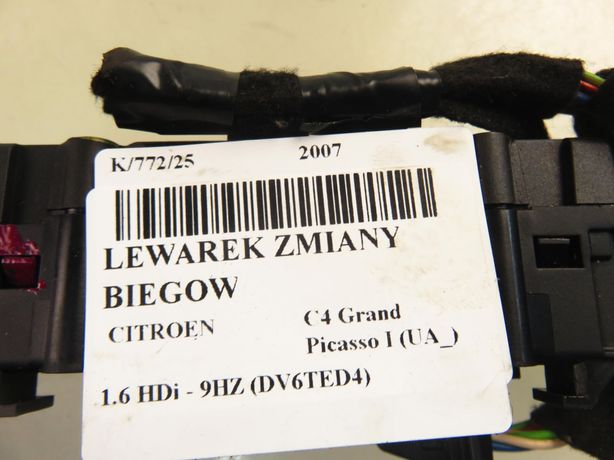 K/772/25 2007
LEWAREK ZMIANY
BIEGOW
CITROEN C4 Grand
Picasso I (UA_)
1.6 HDi - 9HZ (DV6TED4)